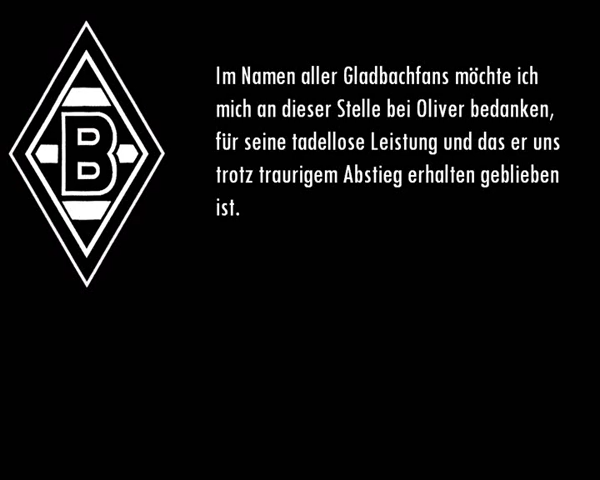 B
Im Namen aller Gladbachfans möchte ich
mich an dieser Stelle bei Oliver bedanken,
für seine tadellose Leistung und das er uns
trotz traurigem Abstieg erhalten geblieben
ist.